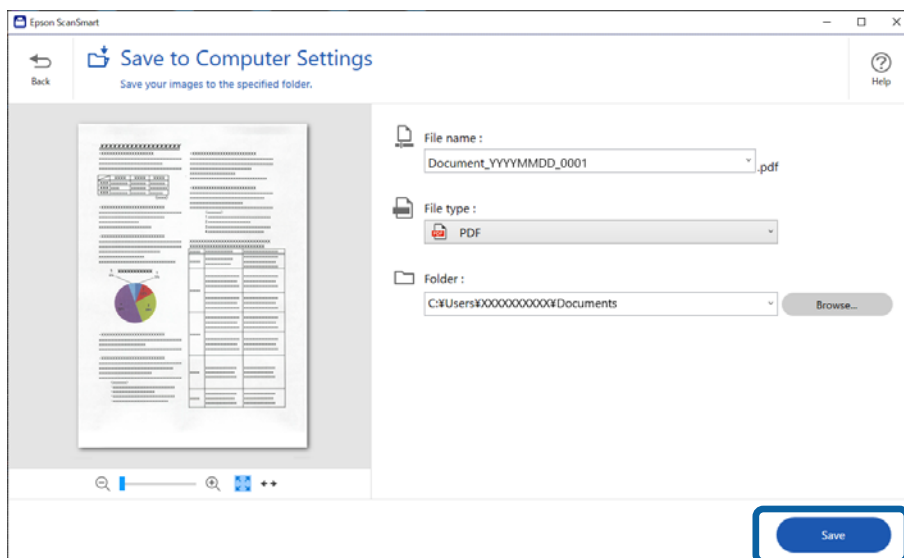 Epson ScanSmart
Back
Save to Computer Settings
Save your images to the specified folder.
Help
File name :
Document_YYYYMMDD_0001
.pdf
File type :
PDF
Folder :
C:¥Users¥XXXXXXXXXX¥Documents
Browse...
Save